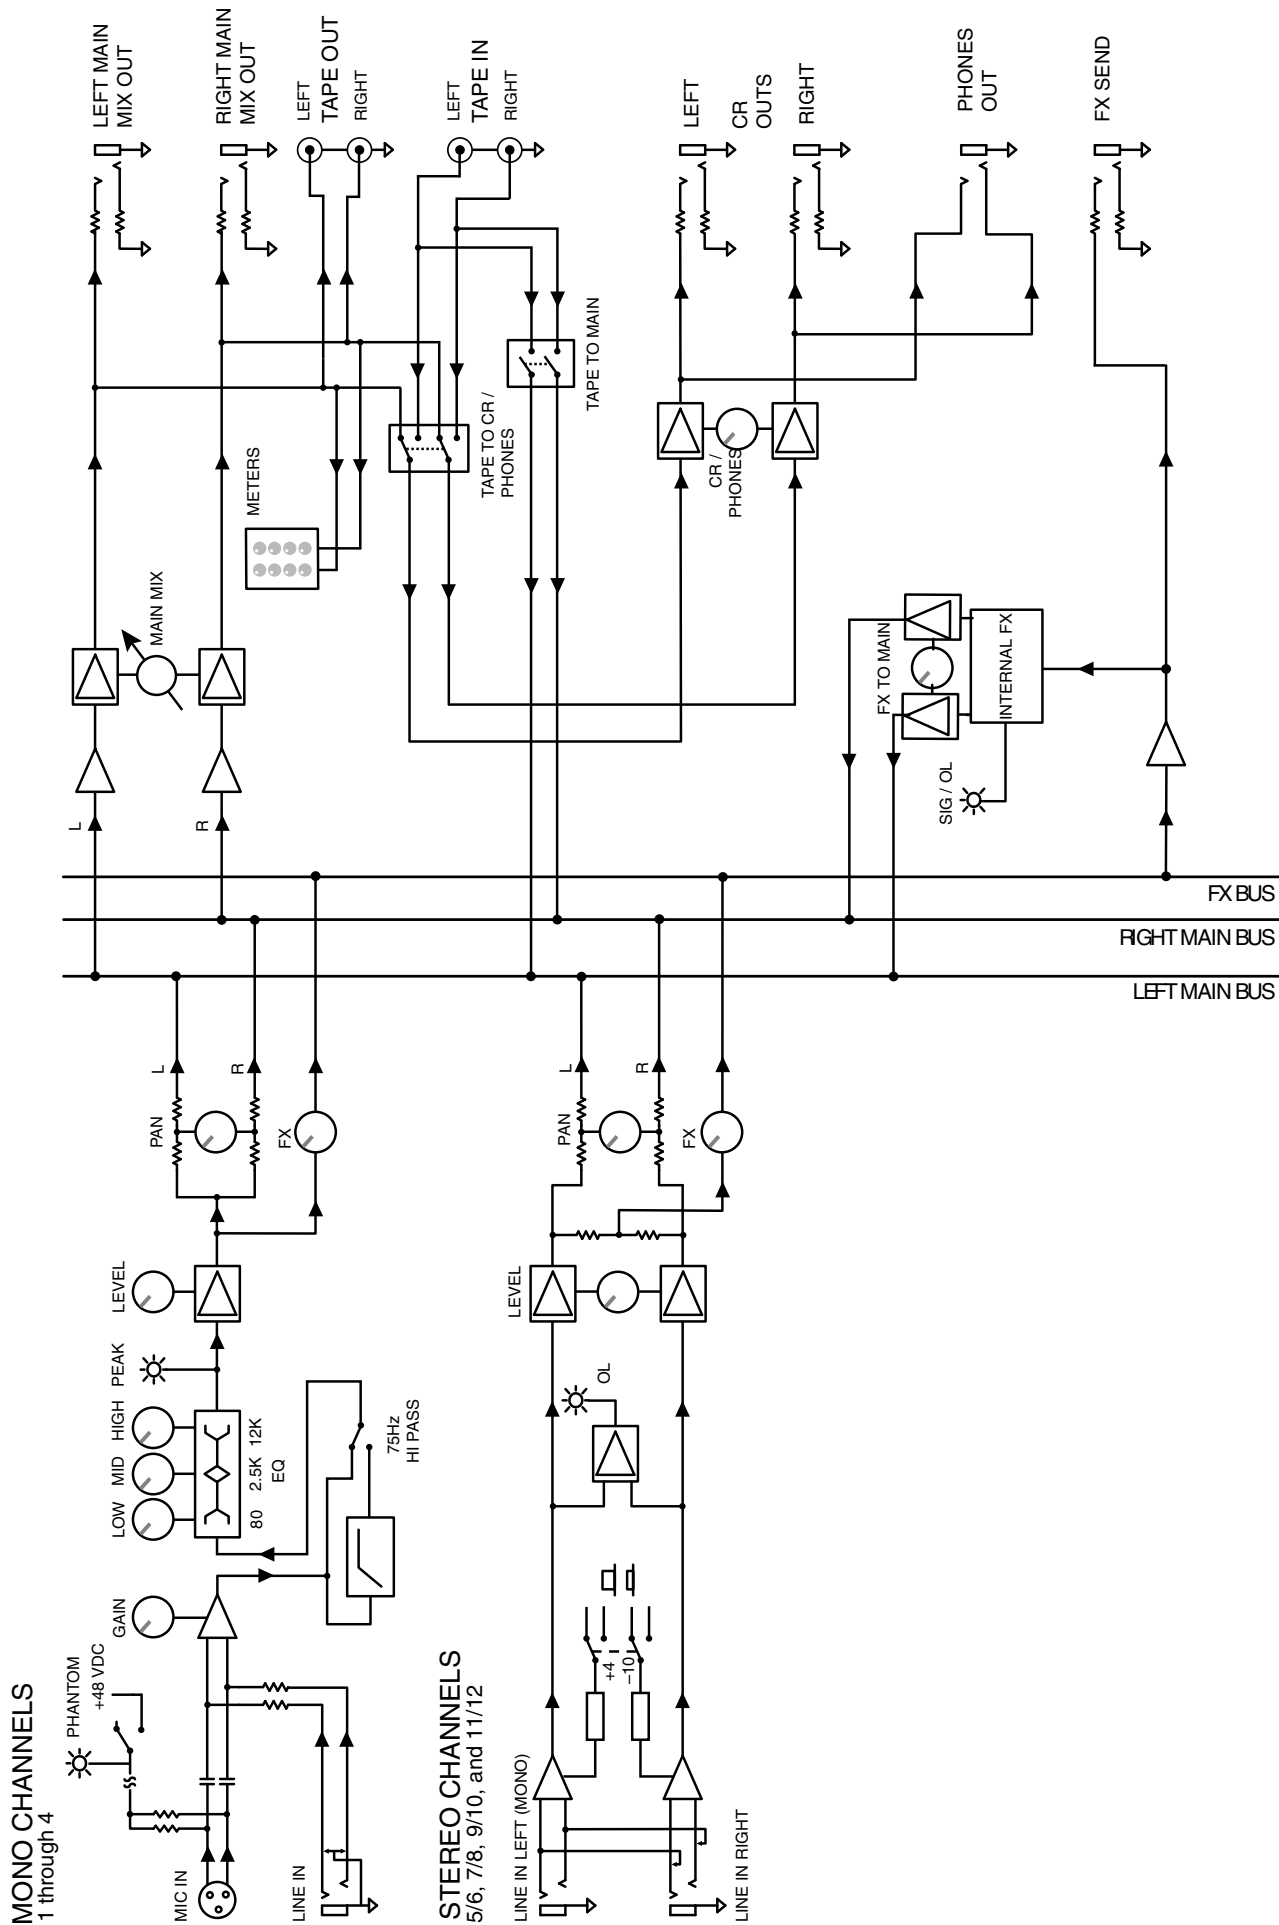 MONO CHANNELS
1 through 4
PHANTOM
+48 VDC
MIC IN
LINE IN
GAIN
LOW
MID
HIGH
PEAK
80 2.5K 12K
EQ
75Hz
HI PASS
LEVEL
PAN
L
R
FX
STEREO CHANNELS
5/6, 7/8, 9/10, and 11/12
LINE IN LEFT (MONO)
LINE IN RIGHT
+4
–10
OL
LEVEL
PAN
L
R
FX
LEFT MAIN BUS
RIGHT MAIN BUS
FX BUS
L
R
MAIN MIX
METERS
TAPE TO CR /
PHONES
TAPE TO MAIN
CR /
PHONES
FX TO MAIN
INTERNAL FX
SIG / OL
LEFT MAIN
MIX OUT
RIGHT MAIN
MIX OUT
LEFT
TAPE OUT
RIGHT
LEFT
TAPE IN
RIGHT
LEFT
CR
OUTS
RIGHT
PHONES
OUT
FX SEND